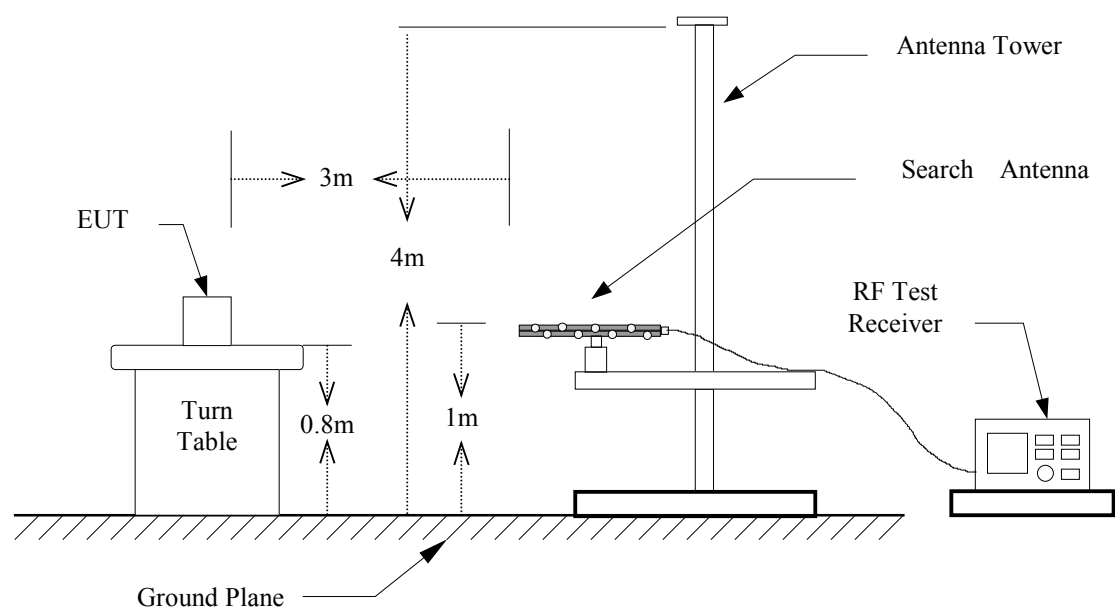 Antenna Tower
3m
Search Antenna
EUT
4m
RF Test
Receiver
Turn
Table
0.8m
1m
Ground Plane